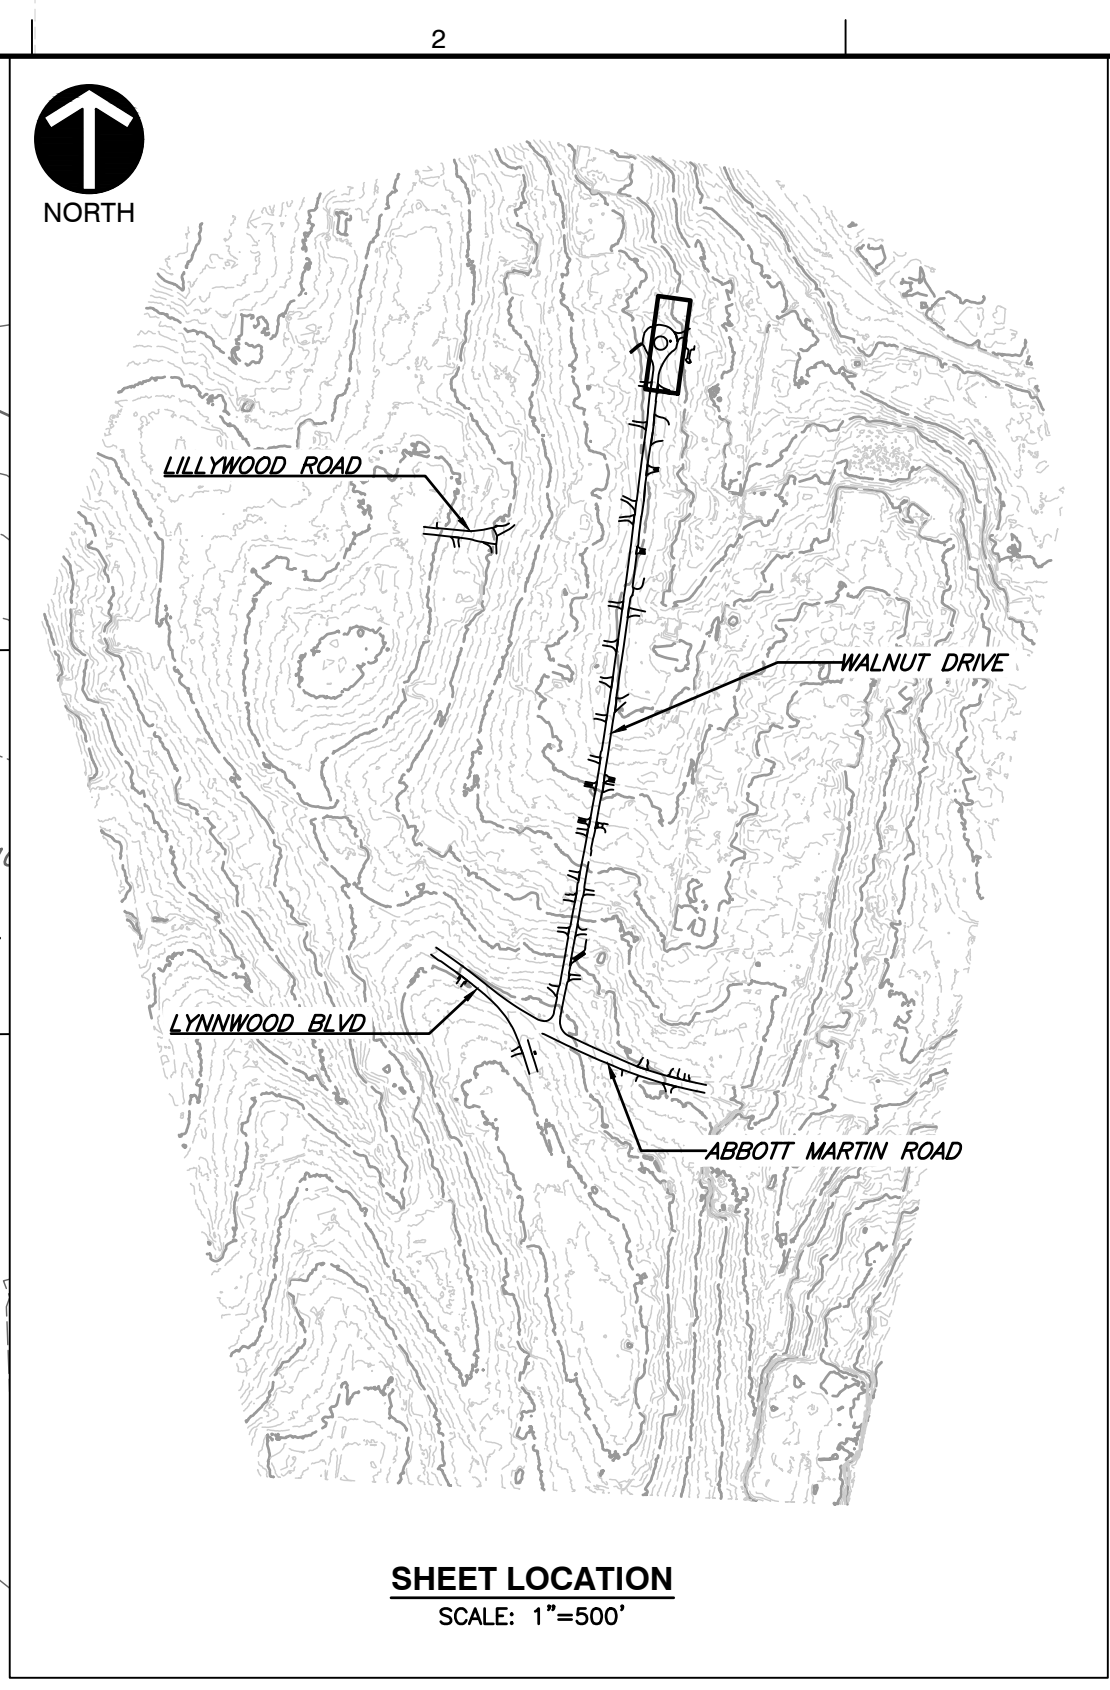 2
NORTH
LILLYWOOD ROAD
WALNUT DRIVE
LYNNWOOD BLVD
ABBOTT MARTIN ROAD
SHEET LOCATION
SCALE: 1"=500'